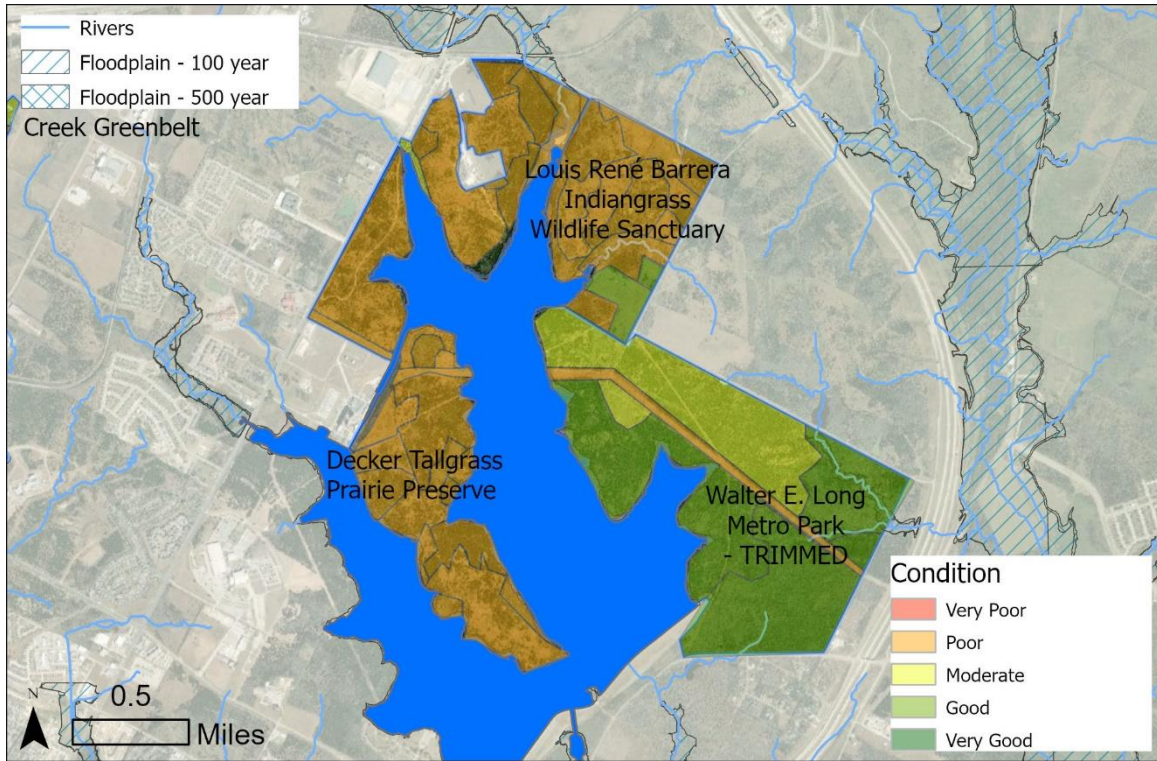 Rivers
Floodplain - 100 year
Floodplain - 500 year
Creek Greenbelt
Louis René Barrera
Indiangrass
Wildlife Sanctuary
Decker Tallgrass
Prairie Preserve
Walter E. Long
Metro Park
- TRIMMED
Condition
Very Poor
Poor
Moderate
Good
Very Good
N
0.5
Miles